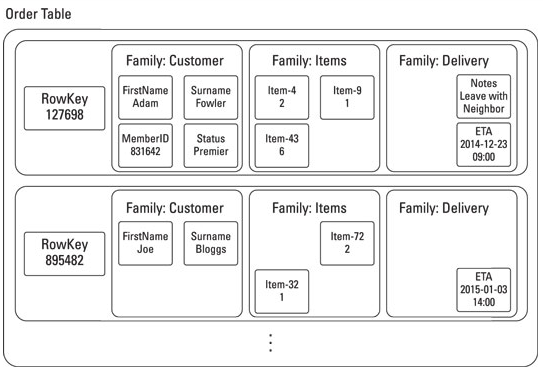 Order Table
RowKey
127698
Family: Customer
FirstName
Adam
Surname
Fowler
MemberID
831642
Status
Premier
Family: Items
Item-4
2
Item-9
1
Item-43
6
Family: Delivery
Notes
Leave with
Neighbor
ETA
2014-12-23
09:00
RowKey
895482
Family: Customer
FirstName
Joe
Surname
Bloggs
Family: Items
Item-72
2
Item-32
1
Family: Delivery
ETA
2015-01-03
14:00